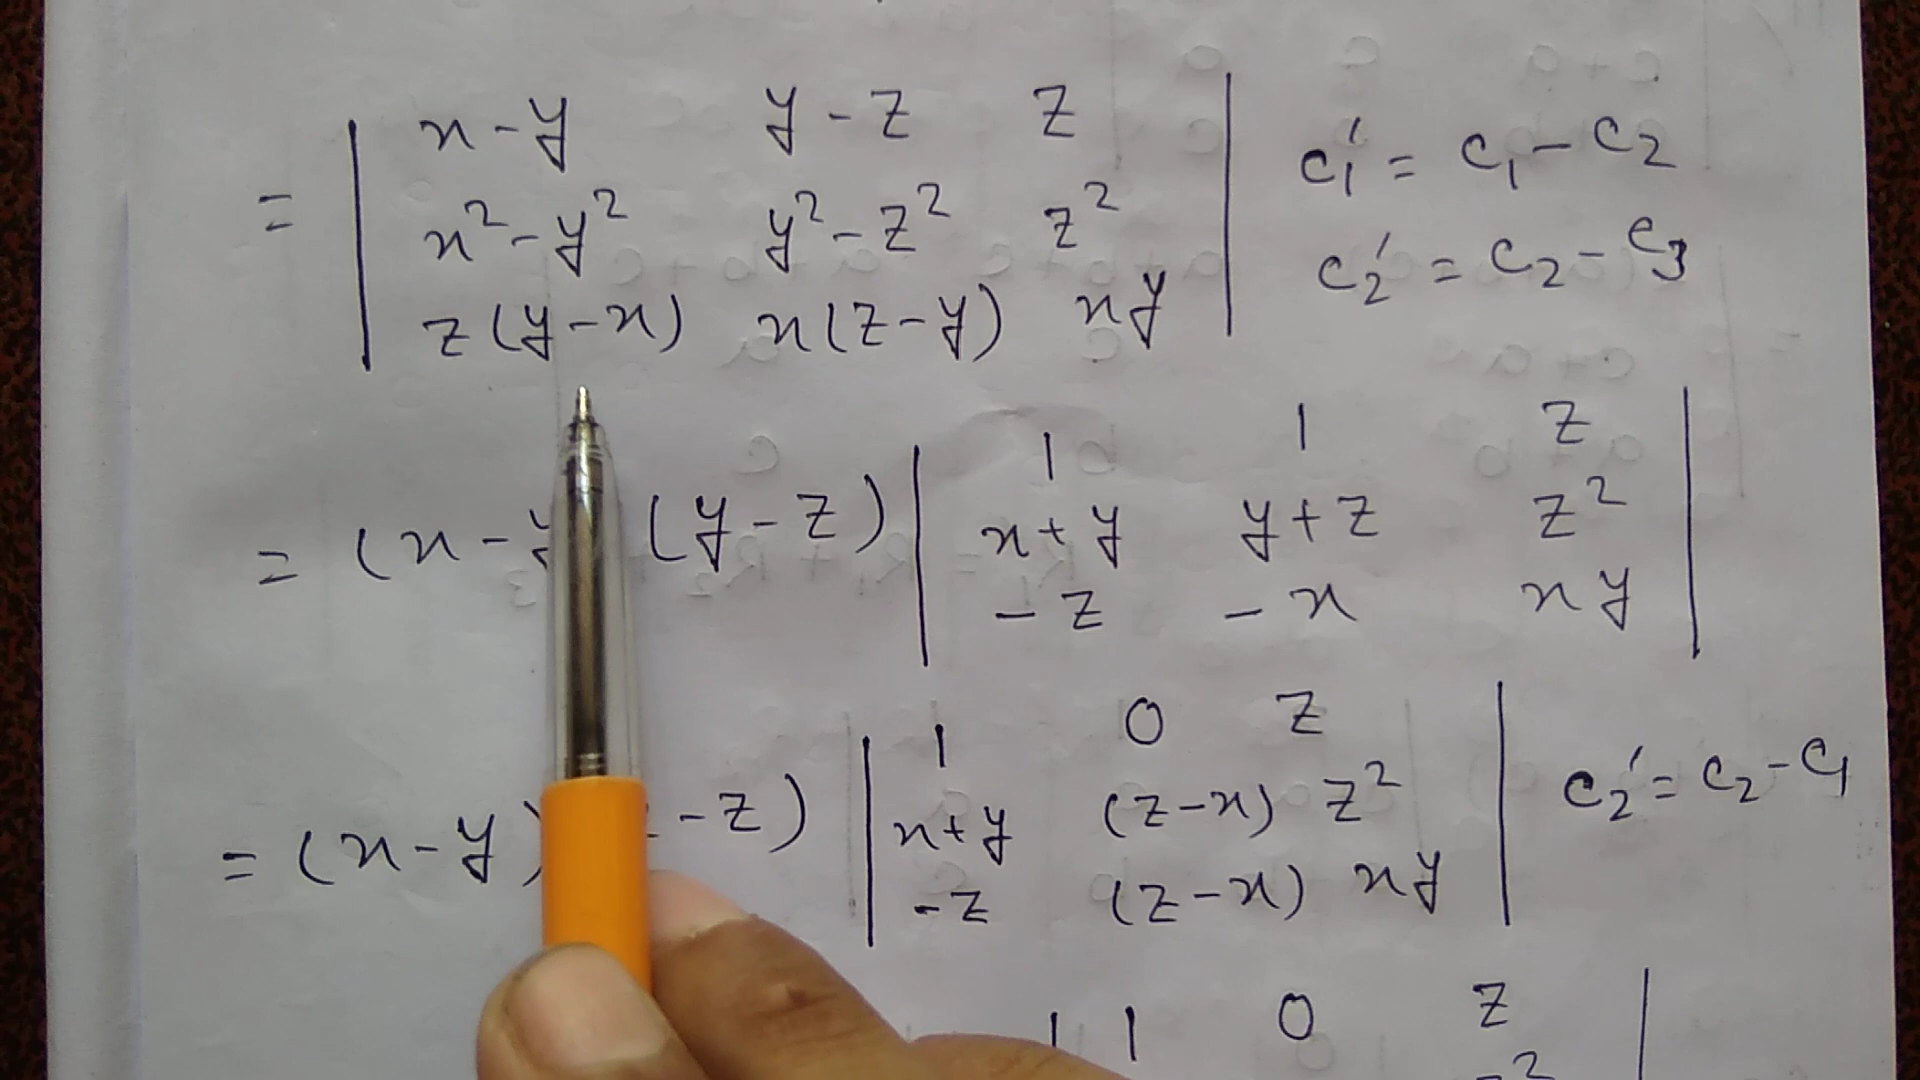 x-y y-z z
= x²-y² y²-z² z² c₁' = c₁-c₂
z(y-x) x(z-y) xy c₂' = c₂-c₃
1 1 z
= (x-y (y-z) x+y y+z z²
-z -x xy
1 0 z
= (x-y) -z) x+y (z-x) z² c₂' = c₂-c₁
-z (z-x) xy
1 0 z